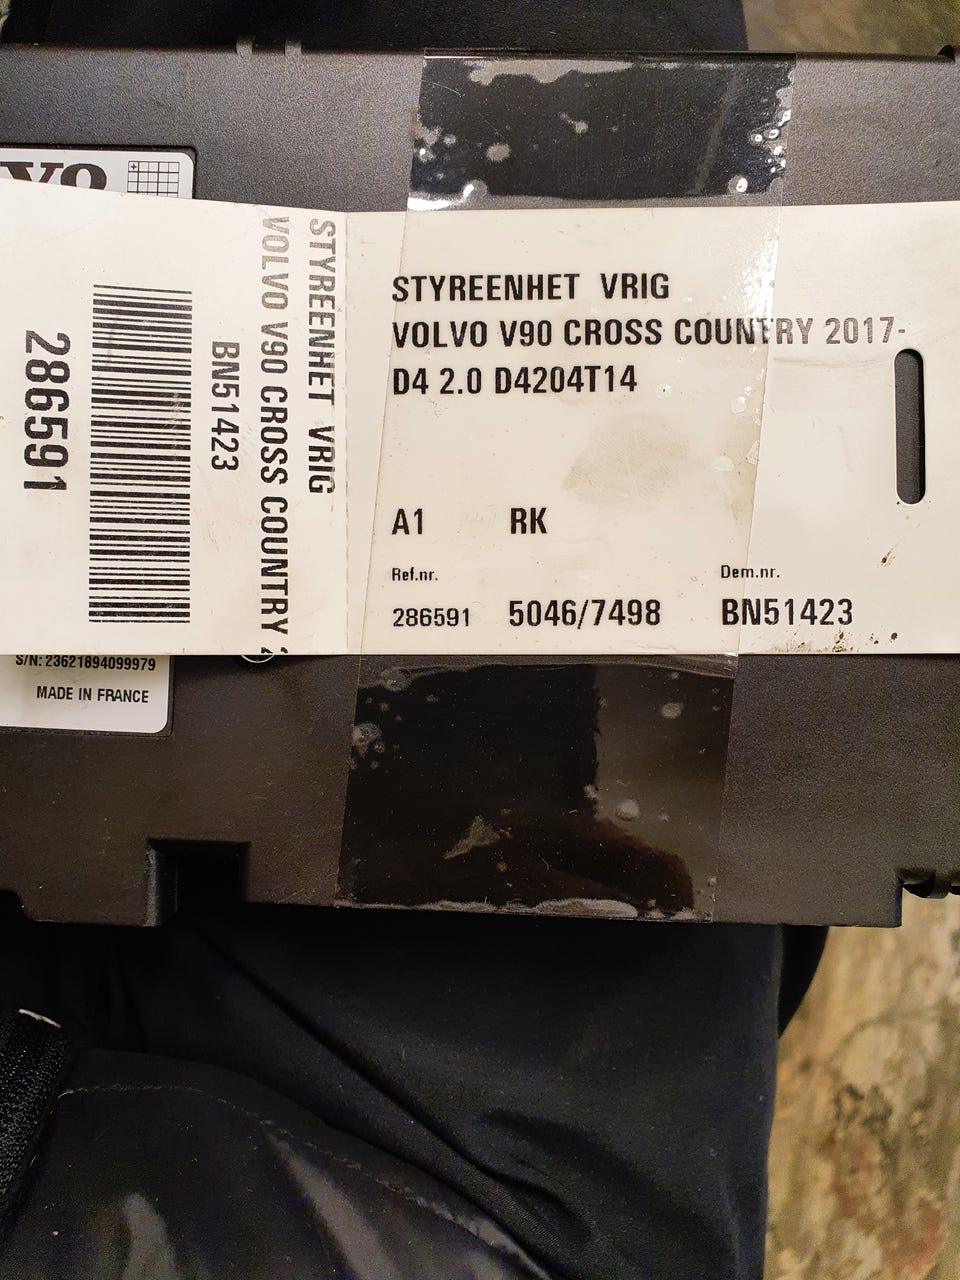 STYREENHET VRIG
VOLVO V90 CROSS COUNTRY 2017-
D4 2.0 D4204T14
A1 RK
Ref.nr. Dem.nr.
286591 5046/7498 BN51423
STYREENHET VRIG
VOLVO V90 CROSS COUNTRY
BN51423
286591
S/N: 23621894099979
MADE IN FRANCE